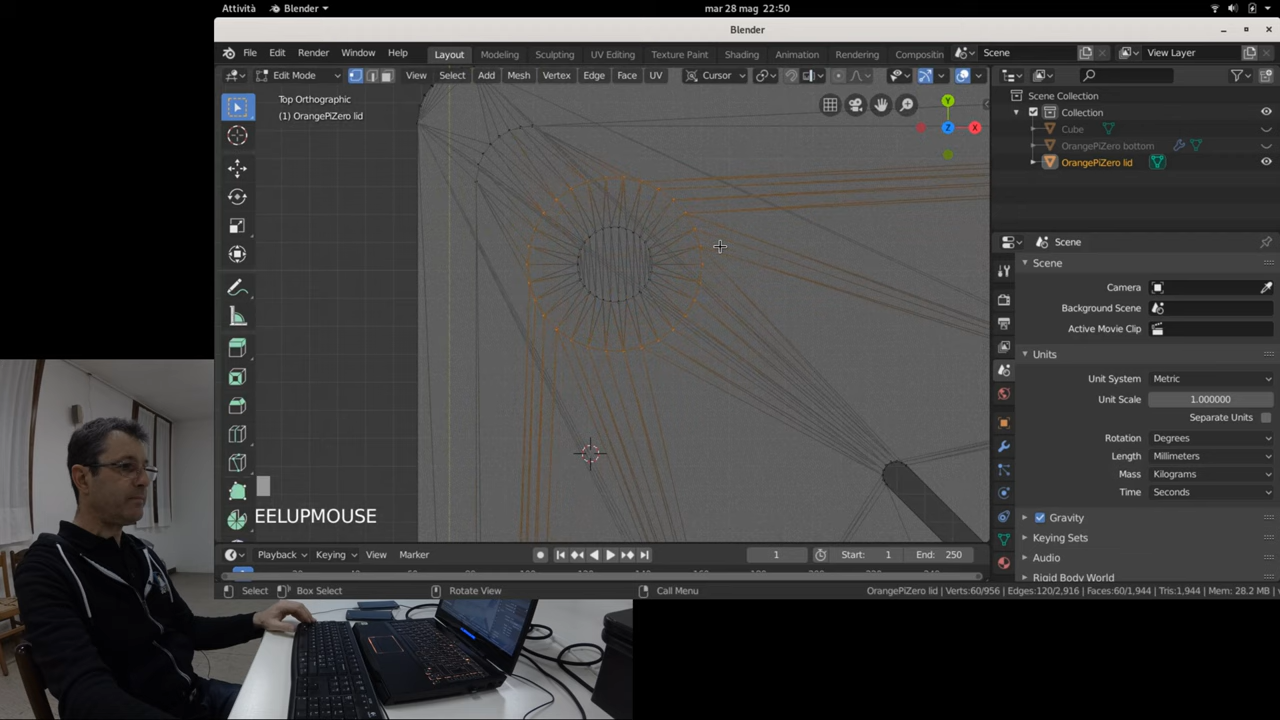 Attività
Blender
mar 28 mag 22:50
Blender
File Edit Render Window Help
Layout Modeling Sculpting UV Editing Texture Paint Shading Animation Rendering Compositin
Scene
View Layer
Edit Mode
View Select Add Mesh Vertex Edge Face UV
Cursor
Top Orthographic
(1) OrangePiZero lid
Y
Z X
Scene Collection
Collection
Cube
OrangePiZero bottom
OrangePiZero lid
Scene
Scene
Camera
Background Scene
Active Movie Clip
Units
Unit System Metric
Unit Scale 1.000000
Separate Units
Rotation Degrees
Length Millimeters
Mass Kilograms
Time Seconds
Gravity
Keying Sets
Audio
Rigid Body World
EELUPMOUSE
Playback Keying View Marker
1
Start: 1
End: 250
Select Box Select Rotate View Call Menu
OrangePiZero lid | Verts:60/956 | Edges:120/2,916 | Faces:60/1,944 | Tris:1,944 | Mem: 28.2 MB |